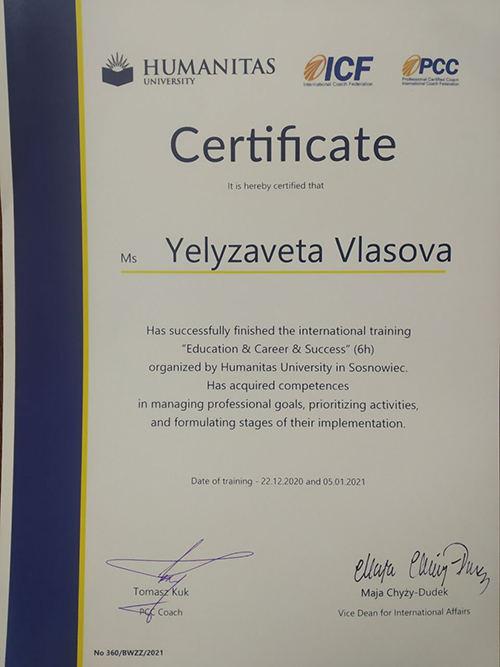 HUMANITAS
UNIVERSITY
ICF
International Coach Federation
PCC
Professional Certified Coach
International Coach Federation
Certificate
It is hereby certified that
Ms Yelyzaveta Vlasova
Has successfully finished the international training
"Education & Career & Success" (6h)
organized by Humanitas University in Sosnowiec.
Has acquired competences
in managing professional goals, prioritizing activities,
and formulating stages of their implementation.
Date of training - 22.12.2020 and 05.01.2021
Tomasz Kuk
PCC Coach
Maja Chyży-Dudek
Vice Dean for International Affairs
No 360/BWZZ/2021